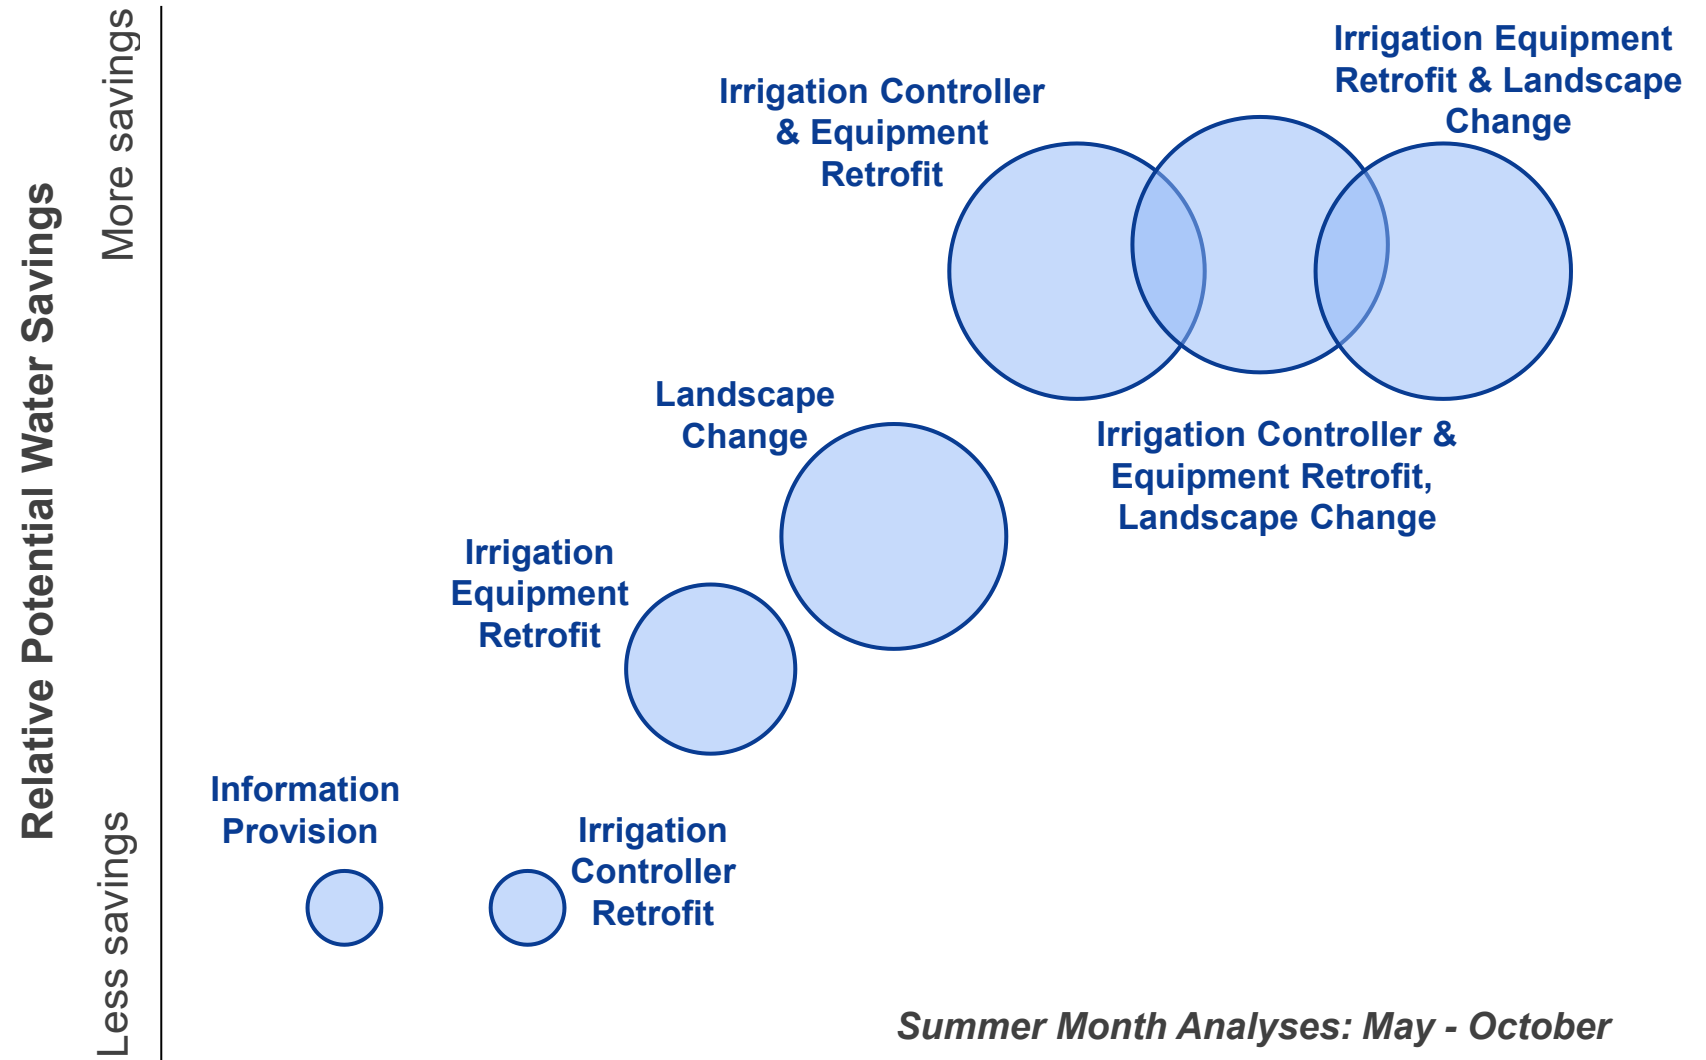 Relative Potential Water Savings
More savings
Less savings
Irrigation Equipment
Retrofit & Landscape
Change
Irrigation Controller
& Equipment
Retrofit
Landscape
Change
Irrigation Controller &
Equipment Retrofit,
Landscape Change
Irrigation
Equipment
Retrofit
Information
Provision
Irrigation
Controller
Retrofit
Summer Month Analyses: May - October